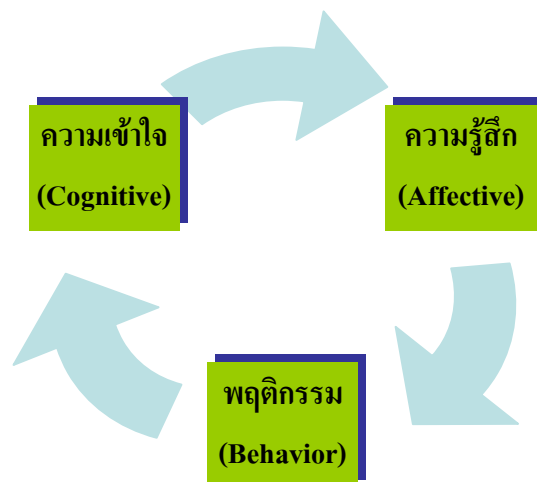 ความเข้าใจ
(Cognitive)
ความรู้สึก
(Affective)
พฤติกรรม
(Behavior)